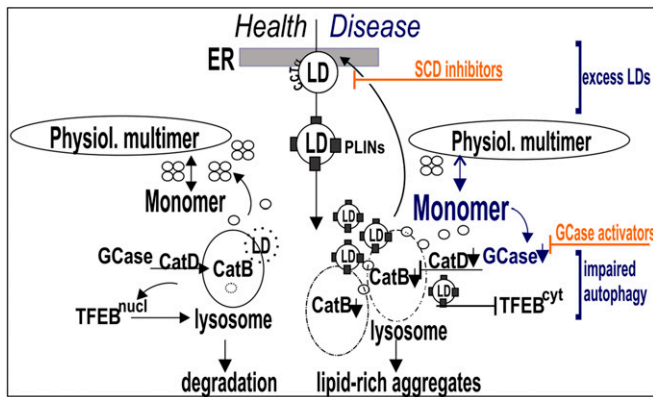 Health Disease
ER
CCTα
LD
SCD inhibitors
excess LDs
LD
PLINs
Physiol. multimer
Monomer
LD
GCase CatD CatB
TFEB nucl
lysosome
degradation
Physiol. multimer
Monomer
GCase activators
LD
LD
LD
CatD GCase
CatB
LD
CatB
TFEB cyt
impaired
autophagy
lysosome
lipid-rich aggregates